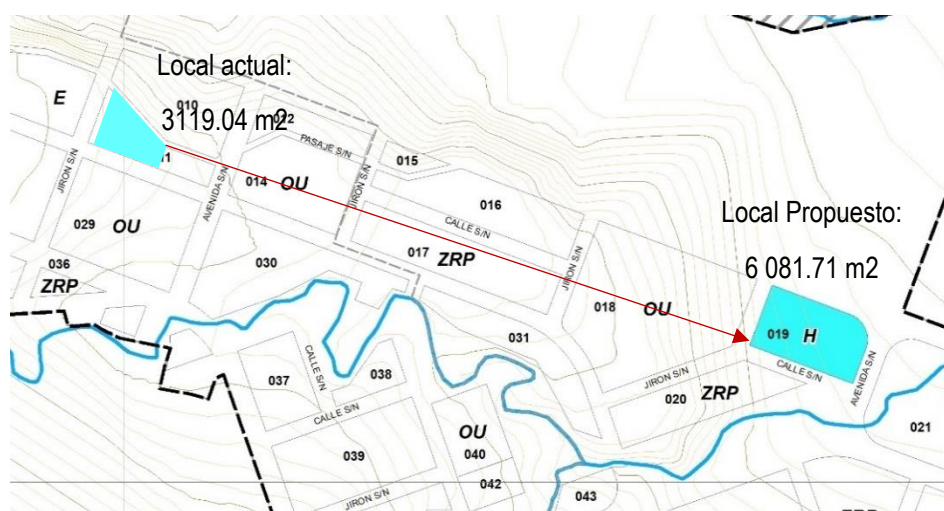 Local actual:
3119.04 m2
E
010
022
PASAJE S/N
015
JIRON S/N
014
OU
JIRON S/N
016
AVENIDA S/N
CALLE S/N
Local Propuesto:
6 081.71 m2
029
OU
017
ZRP
JIRON S/N
036
ZRP
030
018
OU
019
H
031
CALLE S/N
AVENIDA S/N
037
CALLE S/N
038
JIRON S/N
ZRP
020
CALLE S/N
OU
021
039
040
042
043
JIRON S/N